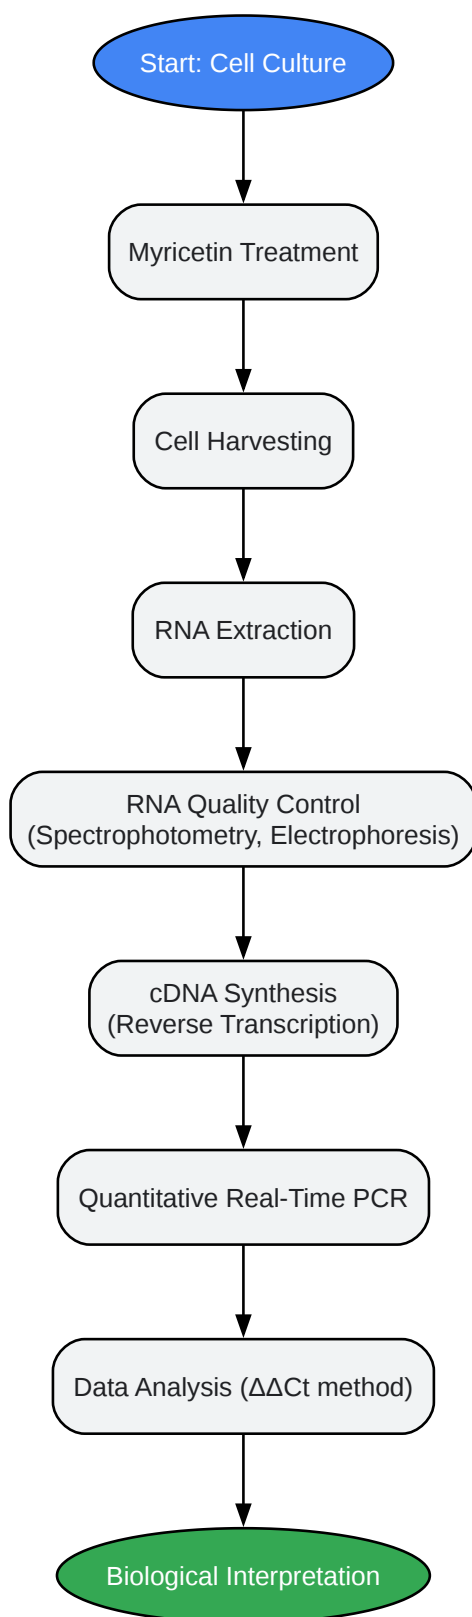 Start: Cell Culture
Myricetin Treatment
Cell Harvesting
RNA Extraction
RNA Quality Control
(Spectrophotometry, Electrophoresis)
cDNA Synthesis
(Reverse Transcription)
Quantitative Real-Time PCR
Data Analysis (ΔΔCt method)
Biological Interpretation